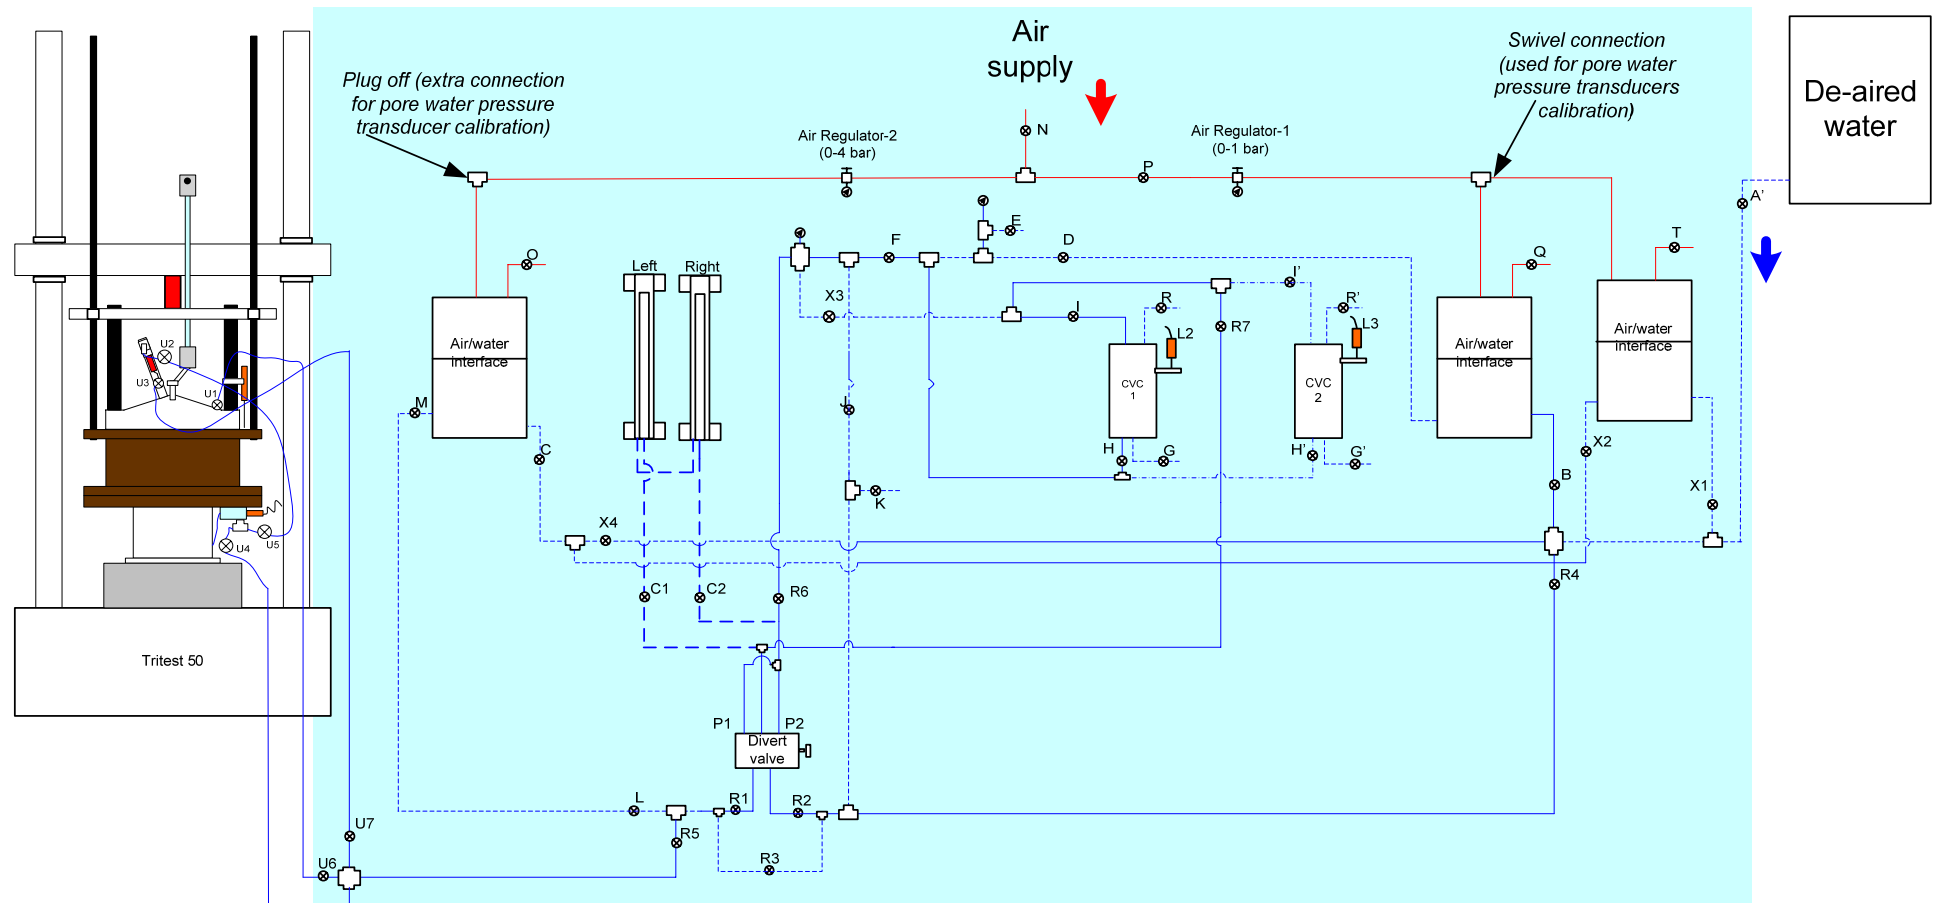 Air
supply
Swivel connection
(used for pore water
pressure transducers
calibration)
De-aired
water
Plug off (extra connection
for pore water pressure
transducer calibration)
Air Regulator-2
(0-4 bar)
N
Air Regulator-1
(0-1 bar)
P
A'
E
F
D
T
O
Left
Right
Q
I'
X3
I
R
R'
R7
L2
L3
Air/water
interface
Air/water
interface
Air/water
interface
U2
U3
U1
CVC
1
CVC
2
M
J
C
H
G
H'
G'
X2
B
X1
K
X4
U4
U5
R4
C1
C2
R6
Tritest 50
P1
P2
Divert
valve
L
R1
R2
U7
R5
R3
U6